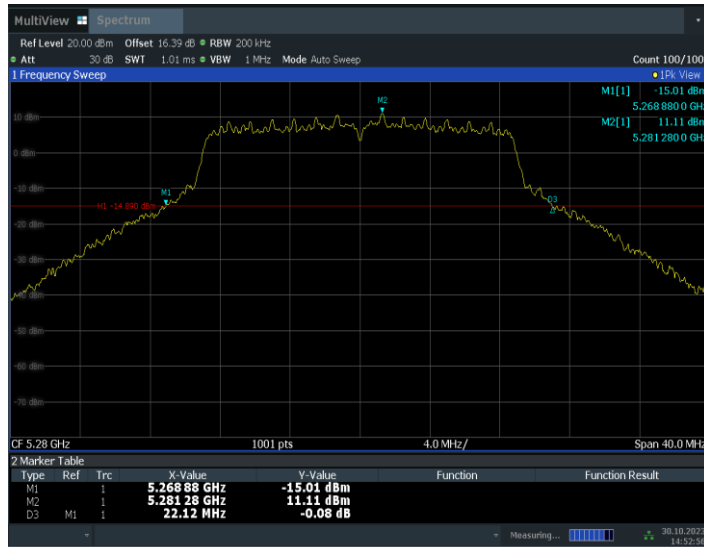 MultiView Spectrum
Ref Level 20.00 dBm Offset 16.39 dB RBW 200 kHz
Att 30 dB SWT 1.01 ms VBW 1 MHz Mode Auto Sweep Count 100/100
1 Frequency Sweep 1Pk View
M1[1] -15.01 dBm
5.268 880 0 GHz
M2[1] 11.11 dBm
5.281 280 0 GHz
M2
10 dBm
0 dBm
-10 dBm
M1
H1 -14.890 dBm
D3
-20 dBm
-30 dBm
-40 dBm
-50 dBm
-60 dBm
-70 dBm
CF 5.28 GHz 1001 pts 4.0 MHz/ Span 40.0 MHz
2 Marker Table
Type Ref Trc X-Value Y-Value Function Function Result
M1 1 5.268 88 GHz -15.01 dBm
M2 1 5.281 28 GHz 11.11 dBm
D3 M1 1 22.12 MHz -0.08 dB
Measuring... 30.10.2023
14:52:56